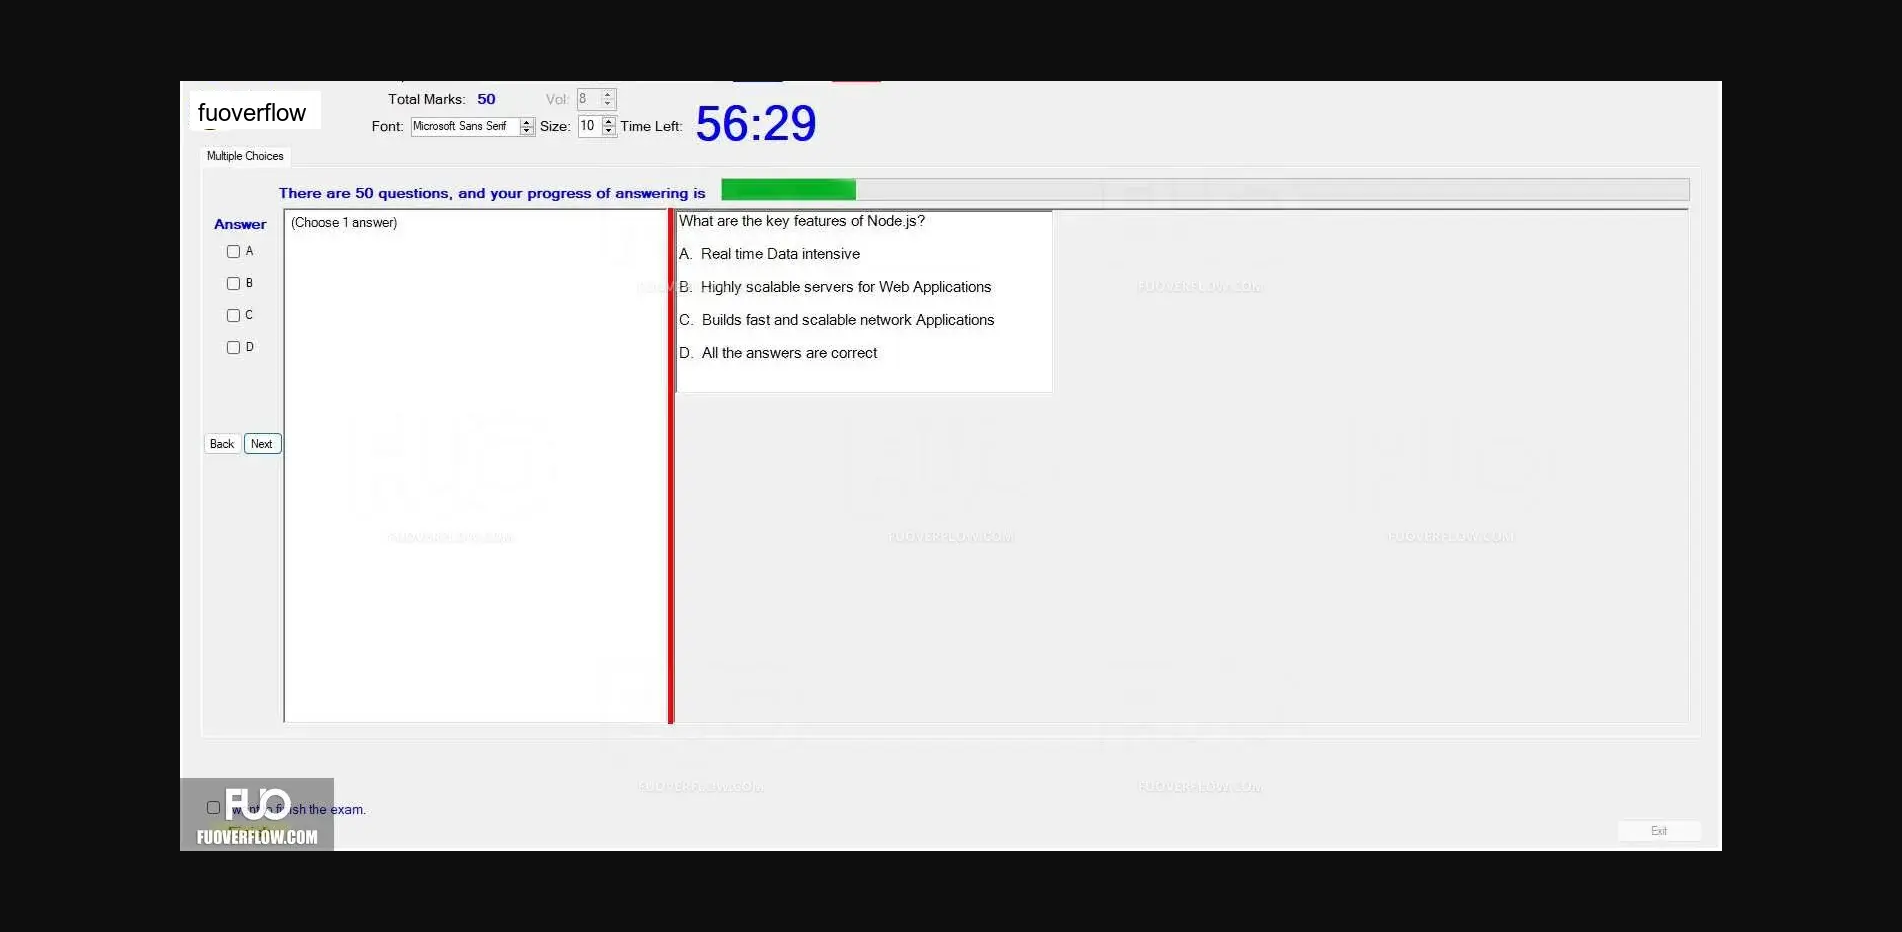 fuoverflow
Total Marks: 50 Vol: 8
Font: Microsoft Sans Serif Size: 10 Time Left: 56:29
Multiple Choices
There are 50 questions, and your progress of answering is
Answer
A
B
C
D
Back Next
(Choose 1 answer)
What are the key features of Node.js?
A. Real time Data intensive
B. Highly scalable servers for Web Applications
C. Builds fast and scalable network Applications
D. All the answers are correct
FUOVERFLOW.COM
FUOVERFLOW.COM
FUOVERFLOW.COM
FUOVERFLOW.COM
FUOVERFLOW.COM
FUOVERFLOW.COM
want to finish the exam.
FUO
FUOVERFLOW.COM
Exit